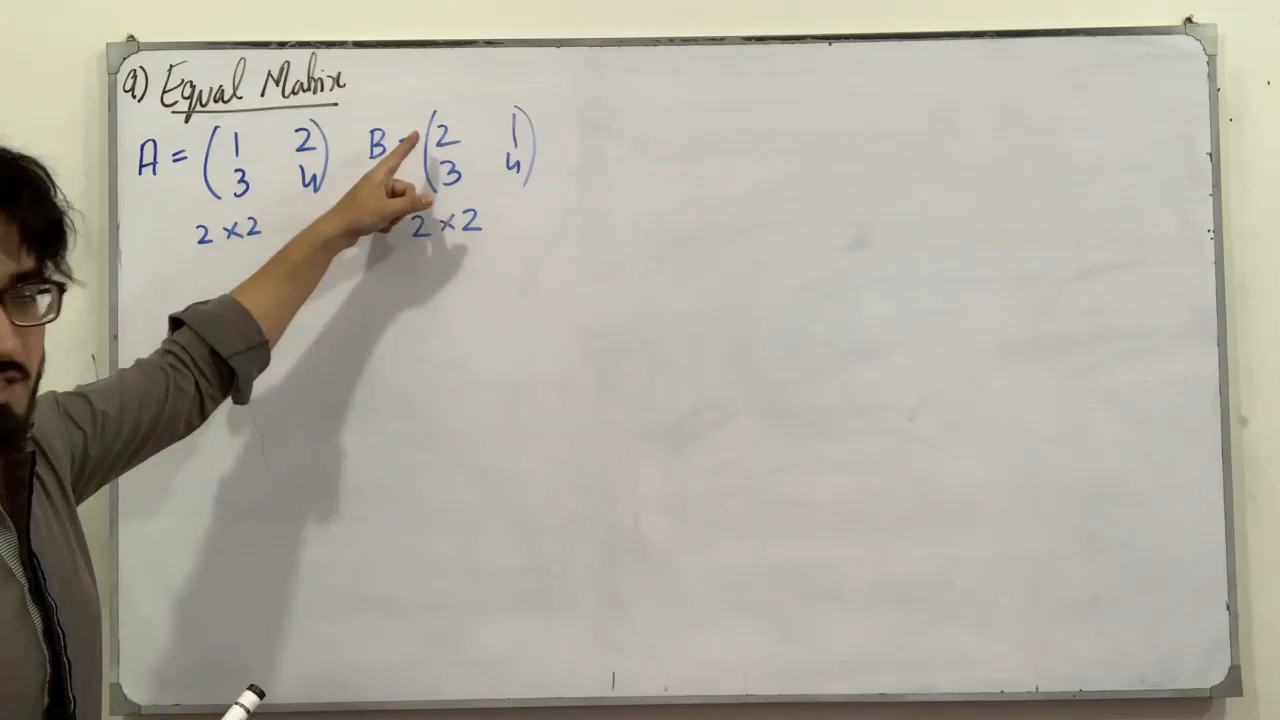 a) Equal Matrix
A = (1 2 B = (2 1
3 4) 3 4)
2 x 2 2 x 2